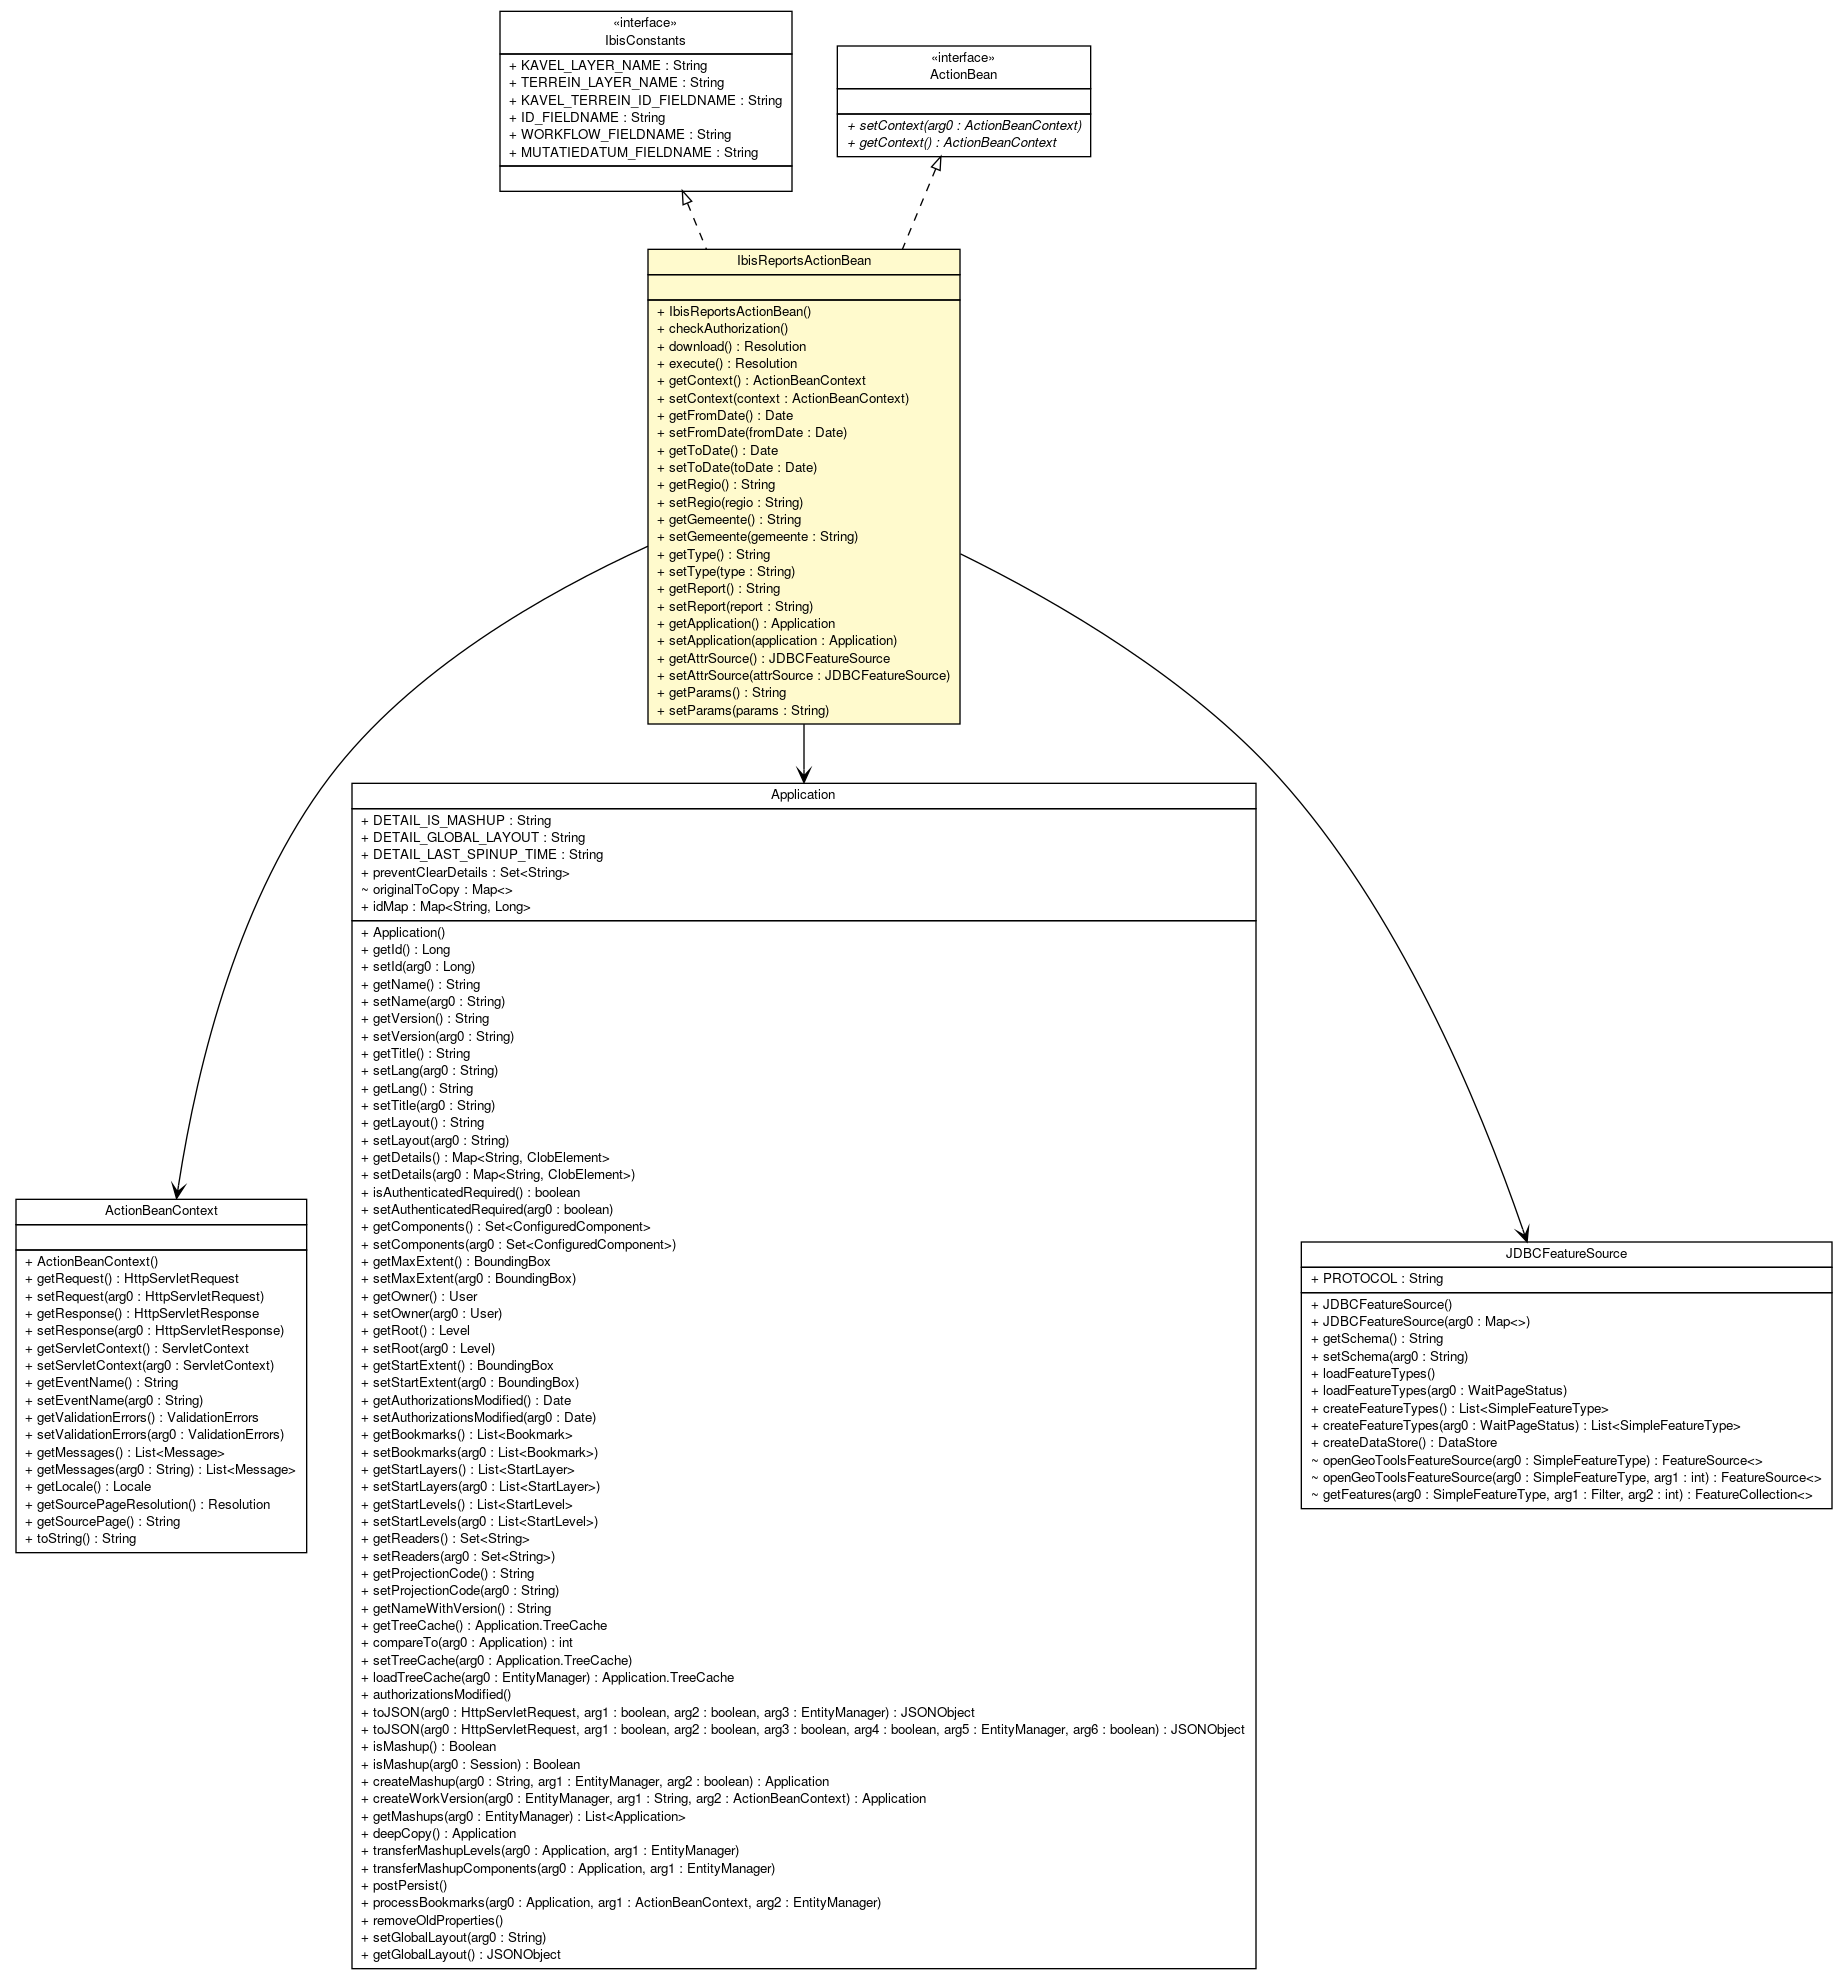 «interface»
IbisConstants
+ KAVEL_LAYER_NAME : String
+ TERREIN_LAYER_NAME : String
+ KAVEL_TERREIN_ID_FIELDNAME : String
+ ID_FIELDNAME : String
+ WORKFLOW_FIELDNAME : String
+ MUTATIEDATUM_FIELDNAME : String
«interface»
ActionBean
+ setContext(arg0 : ActionBeanContext)
+ getContext() : ActionBeanContext
IbisReportsActionBean
+ IbisReportsActionBean()
+ checkAuthorization()
+ download() : Resolution
+ execute() : Resolution
+ getContext() : ActionBeanContext
+ setContext(context : ActionBeanContext)
+ getFromDate() : Date
+ setFromDate(fromDate : Date)
+ getToDate() : Date
+ setToDate(toDate : Date)
+ getRegio() : String
+ setRegio(regio : String)
+ getGemeente() : String
+ setGemeente(gemeente : String)
+ getType() : String
+ setType(type : String)
+ getReport() : String
+ setReport(report : String)
+ getApplication() : Application
+ setApplication(application : Application)
+ getAttrSource() : JDBCFeatureSource
+ setAttrSource(attrSource : JDBCFeatureSource)
+ getParams() : String
+ setParams(params : String)
Application
+ DETAIL_IS_MASHUP : String
+ DETAIL_GLOBAL_LAYOUT : String
+ DETAIL_LAST_SPINUP_TIME : String
+ preventClearDetails : Set<String>
~ originalToCopy : Map<>
+ idMap : Map<String, Long>
+ Application()
+ getId() : Long
+ setId(arg0 : Long)
+ getName() : String
+ setName(arg0 : String)
+ getVersion() : String
+ setVersion(arg0 : String)
+ getTitle() : String
+ setLang(arg0 : String)
+ getLang() : String
+ setTitle(arg0 : String)
+ getLayout() : String
+ setLayout(arg0 : String)
+ getDetails() : Map<String, ClobElement>
+ setDetails(arg0 : Map<String, ClobElement>)
+ isAuthenticatedRequired() : boolean
+ setAuthenticatedRequired(arg0 : boolean)
+ getComponents() : Set<ConfiguredComponent>
+ setComponents(arg0 : Set<ConfiguredComponent>)
+ getMaxExtent() : BoundingBox
+ setMaxExtent(arg0 : BoundingBox)
+ getOwner() : User
+ setOwner(arg0 : User)
+ getRoot() : Level
+ setRoot(arg0 : Level)
+ getStartExtent() : BoundingBox
+ setStartExtent(arg0 : BoundingBox)
+ getAuthorizationsModified() : Date
+ setAuthorizationsModified(arg0 : Date)
+ getBookmarks() : List<Bookmark>
+ setBookmarks(arg0 : List<Bookmark>)
+ getStartLayers() : List<StartLayer>
+ setStartLayers(arg0 : List<StartLayer>)
+ getStartLevels() : List<StartLevel>
+ setStartLevels(arg0 : List<StartLevel>)
+ getReaders() : Set<String>
+ setReaders(arg0 : Set<String>)
+ getProjectionCode() : String
+ setProjectionCode(arg0 : String)
+ getNameWithVersion() : String
+ getTreeCache() : Application.TreeCache
+ compareTo(arg0 : Application) : int
+ setTreeCache(arg0 : Application.TreeCache)
+ loadTreeCache(arg0 : EntityManager) : Application.TreeCache
+ authorizationsModified()
+ toJSON(arg0 : HttpServletRequest, arg1 : boolean, arg2 : boolean, arg3 : EntityManager) : JSONObject
+ toJSON(arg0 : HttpServletRequest, arg1 : boolean, arg2 : boolean, arg3 : boolean, arg4 : boolean, arg5 : EntityManager, arg6 : boolean) : JSONObject
+ isMashup() : Boolean
+ isMashup(arg0 : Session) : Boolean
+ createMashup(arg0 : String, arg1 : EntityManager, arg2 : boolean) : Application
+ createWorkVersion(arg0 : EntityManager, arg1 : String, arg2 : ActionBeanContext) : Application
+ getMashups(arg0 : EntityManager) : List<Application>
+ deepCopy() : Application
+ transferMashupLevels(arg0 : Application, arg1 : EntityManager)
+ transferMashupComponents(arg0 : Application, arg1 : EntityManager)
+ postPersist()
+ processBookmarks(arg0 : Application, arg1 : ActionBeanContext, arg2 : EntityManager)
+ removeOldProperties()
+ setGlobalLayout(arg0 : String)
+ getGlobalLayout() : JSONObject
ActionBeanContext
+ ActionBeanContext()
+ getRequest() : HttpServletRequest
+ setRequest(arg0 : HttpServletRequest)
+ getResponse() : HttpServletResponse
+ setResponse(arg0 : HttpServletResponse)
+ getServletContext() : ServletContext
+ setServletContext(arg0 : ServletContext)
+ getEventName() : String
+ setEventName(arg0 : String)
+ getValidationErrors() : ValidationErrors
+ setValidationErrors(arg0 : ValidationErrors)
+ getMessages() : List<Message>
+ getMessages(arg0 : String) : List<Message>
+ getLocale() : Locale
+ getSourcePageResolution() : Resolution
+ getSourcePage() : String
+ toString() : String
JDBCFeatureSource
+ PROTOCOL : String
+ JDBCFeatureSource()
+ JDBCFeatureSource(arg0 : Map<>)
+ getSchema() : String
+ setSchema(arg0 : String)
+ loadFeatureTypes()
+ loadFeatureTypes(arg0 : WaitPageStatus)
+ createFeatureTypes() : List<SimpleFeatureType>
+ createFeatureTypes(arg0 : WaitPageStatus) : List<SimpleFeatureType>
+ createDataStore() : DataStore
~ openGeoToolsFeatureSource(arg0 : SimpleFeatureType) : FeatureSource<>
~ openGeoToolsFeatureSource(arg0 : SimpleFeatureType, arg1 : int) : FeatureSource<>
~ getFeatures(arg0 : SimpleFeatureType, arg1 : Filter, arg2 : int) : FeatureCollection<>